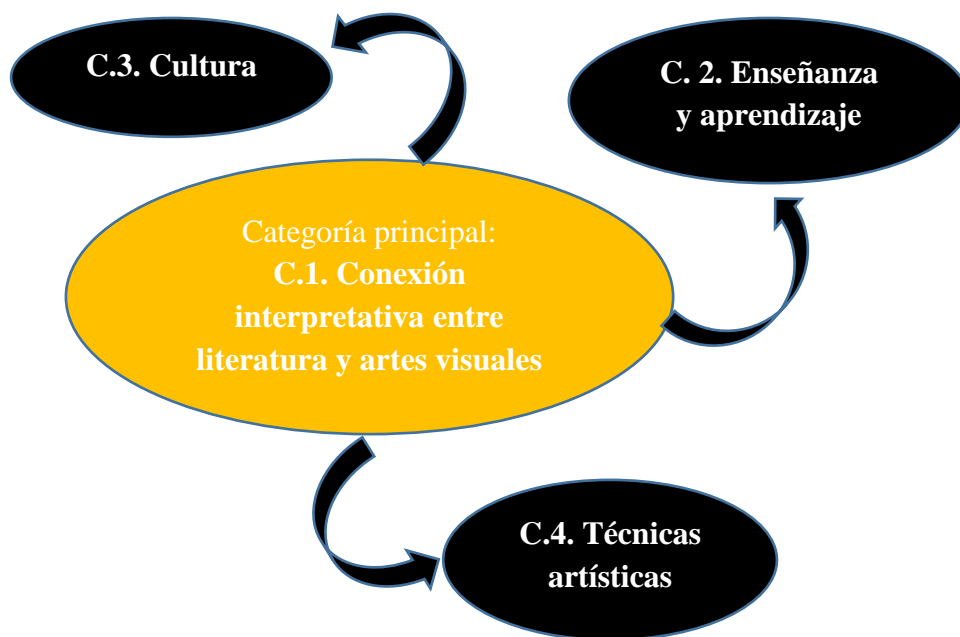 C.3. Cultura
C. 2. Enseñanza
y aprendizaje
Categoría principal:
C.1. Conexión
interpretativa entre
literatura y artes visuales
C.4. Técnicas
artísticas